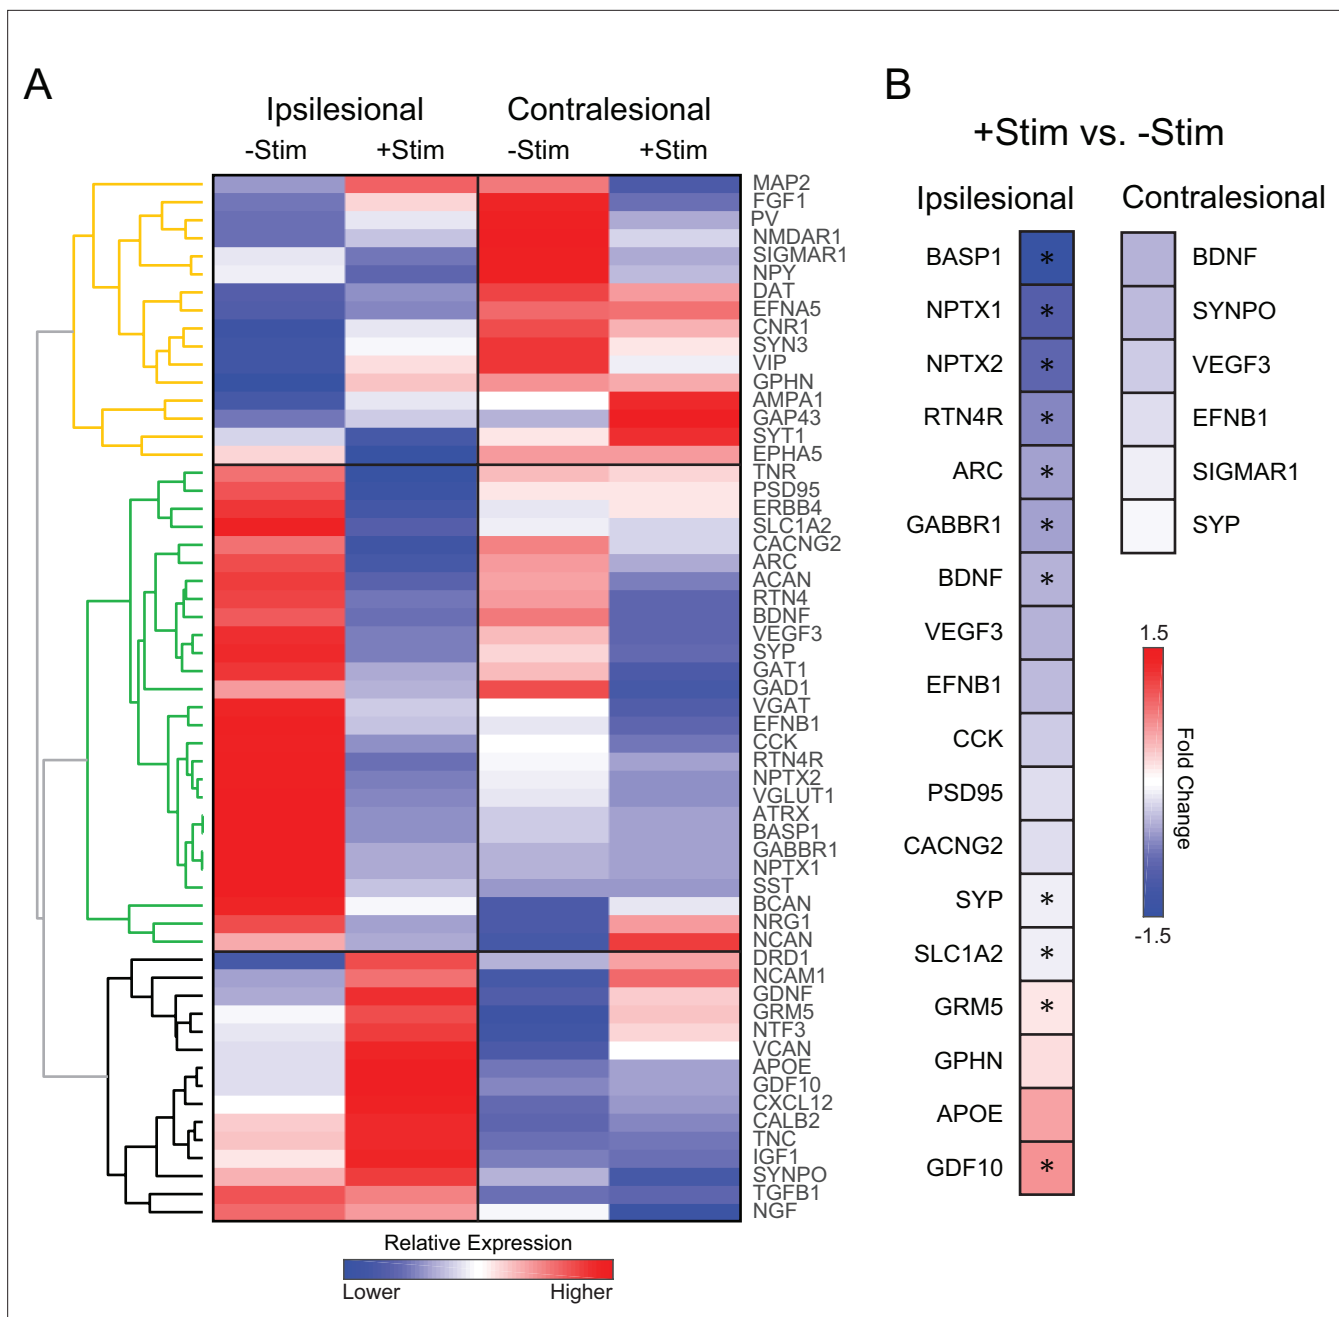 A
Ipsilesional Contralesional
-Stim +Stim -Stim +Stim
MAP2
FGF1
PV
NMDAR1
SIGMAR1
NPY
DAT
EFNA5
CNR1
SYN3
VIP
GPHN
AMPA1
GAP43
SYT1
EPHA5
TNR
PSD95
ERBB4
SLC1A2
CACNG2
ARC
ACAN
RTN4
BDNF
VEGF3
SYP
GAT1
GAD1
VGAT
EFNB1
CCK
RTN4R
NPTX2
VGLUT1
ATRX
BASP1
GABBR1
NPTX1
SST
BCAN
NRG1
NCAN
DRD1
NCAM1
GDNF
GRM5
NTF3
VCAN
APOE
GDF10
CXCL12
CALB2
TNC
IGF1
SYNPO
TGFB1
NGF
Relative Expression
Lower Higher
B
+Stim vs. -Stim
Ipsilesional
BASP1 *
NPTX1 *
NPTX2 *
RTN4R *
ARC *
GABBR1 *
BDNF *
VEGF3
EFNB1
CCK
PSD95
CACNG2
SYP *
SLC1A2 *
GRM5 *
GPHN
APOE
GDF10 *
Contralesional
BDNF
SYNPO
VEGF3
EFNB1
SIGMAR1
SYP
1.5
Fold Change
-1.5